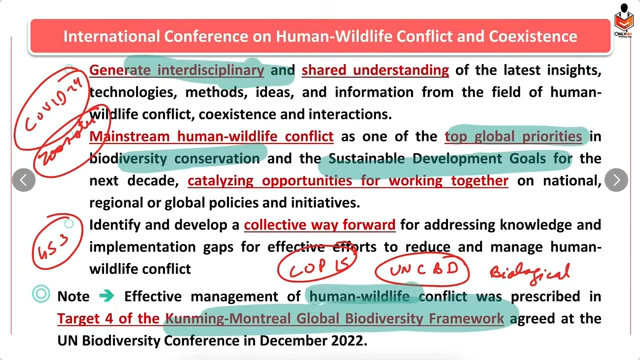 International Conference on Human-Wildlife Conflict and Coexistence
Generate interdisciplinary and shared understanding of the latest insights,
technologies, methods, ideas, and information from the field of human-
wildlife conflict, coexistence and interactions.
COVID24
Mainstream human-wildlife conflict as one of the top global priorities in
biodiversity conservation and the Sustainable Development Goals for the
next decade, catalyzing opportunities for working together on national,
regional or global policies and initiatives.
GS3
Identify and develop a collective way forward for addressing knowledge and
implementation gaps for effective efforts to reduce and manage human-
wildlife conflict
COP 15 UNCBD Biological
Note ➔ Effective management of human-wildlife conflict was prescribed in
Target 4 of the Kunming-Montreal Global Biodiversity Framework agreed at the
UN Biodiversity Conference in December 2022.